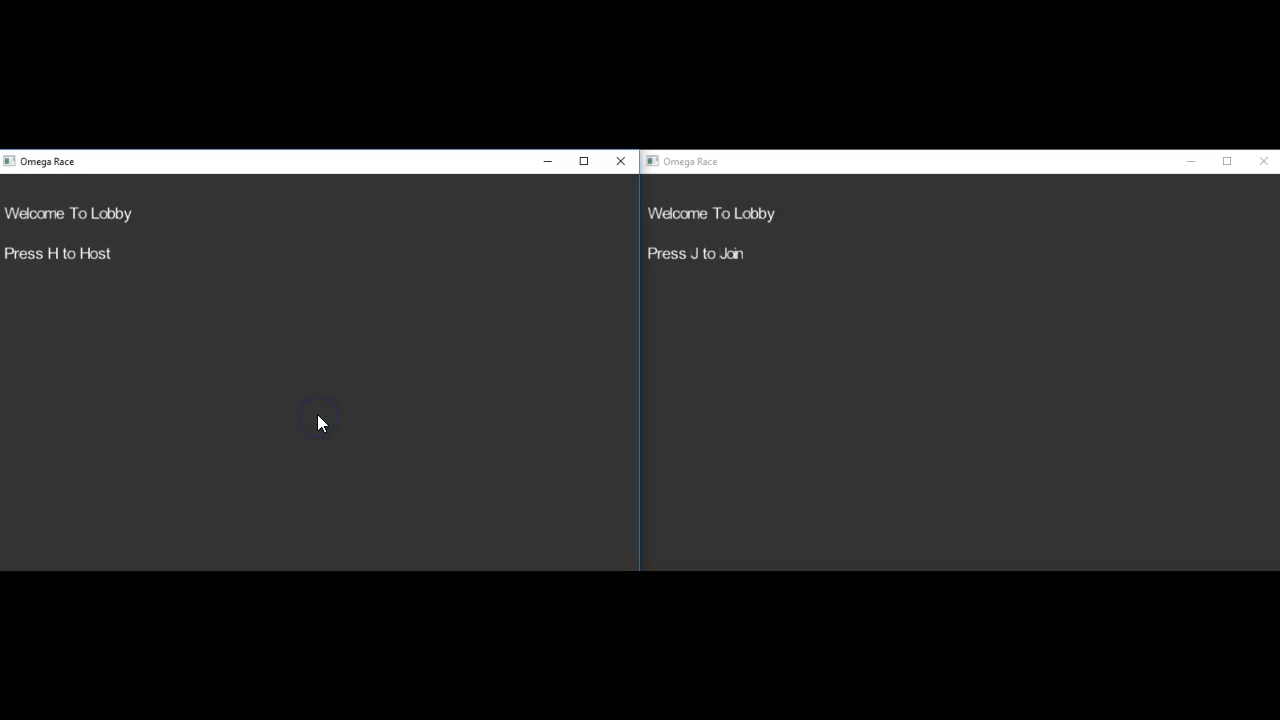 Omega Race
Welcome To Lobby
Press H to Host
Omega Race
Welcome To Lobby
Press J to Join